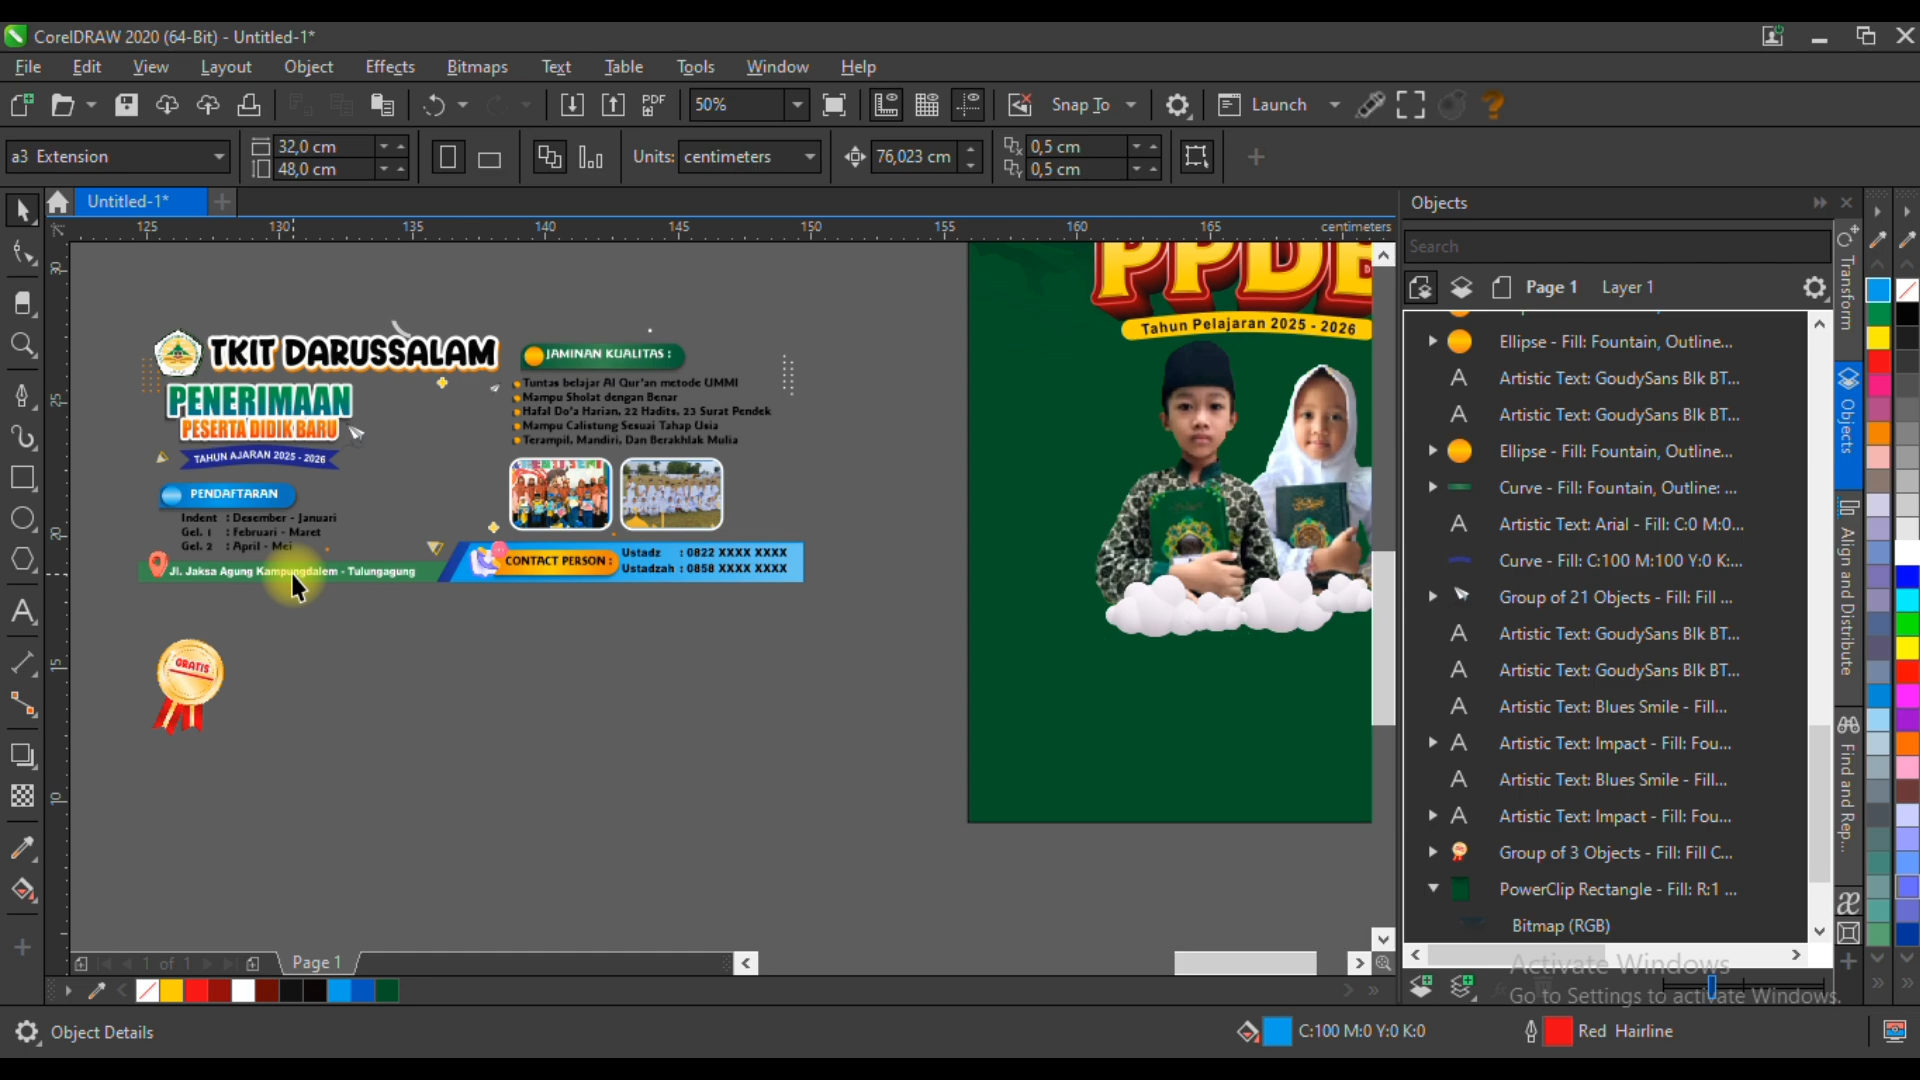 CorelDRAW 2020 (64-Bit) - Untitled-1*
File Edit View Layout Object Effects Bitmaps Text Table Tools Window Help
PDF 50% Snap To Launch
a3 Extension 32,0 cm 48,0 cm Units: centimeters 76,023 cm 0,5 cm 0,5 cm
Untitled-1*
125 130 135 140 145 150 155 160 165 centimeters
30
25
20
15
10
TKIT DARUSSALAM
PENERIMAAN
PESERTA DIDIK BARU
TAHUN AJARAN 2025 - 2026
PENDAFTARAN
Indent : Desember - Januari
Gel. 1 : Februari - Maret
Gel. 2 : April - Mei
Jl. Jaksa Agung Kampungdalem - Tulungagung
JAMINAN KUALITAS :
Tuntas belajar Al Qur'an metode UMMI
Mampu Sholat dengan Benar
Hafal Do'a Harian, 22 Hadits, 23 Surat Pendek
Mampu Calistung Sesuai Tahap Usia
Terampil, Mandiri, Dan Berakhlak Mulia
CONTACT PERSON :
Ustadz : 0822 XXXX XXXX
Ustadzah : 0858 XXXX XXXX
GRATIS
PPDB
Tahun Pelajaran 2025 - 2026
Objects
Search
Page 1 Layer 1
Ellipse - Fill: Fountain, Outline...
Artistic Text: GoudySans Blk BT...
Artistic Text: GoudySans Blk BT...
Ellipse - Fill: Fountain, Outline...
Curve - Fill: Fountain, Outline: ...
Artistic Text: Arial - Fill: C:0 M:0...
Curve - Fill: C:100 M:100 Y:0 K:...
Group of 21 Objects - Fill: Fill ...
Artistic Text: GoudySans Blk BT...
Artistic Text: GoudySans Blk BT...
Artistic Text: Blues Smile - Fill...
Artistic Text: Impact - Fill: Fou...
Artistic Text: Blues Smile - Fill...
Artistic Text: Impact - Fill: Fou...
Group of 3 Objects - Fill: Fill C...
PowerClip Rectangle - Fill: R:1 ...
Bitmap (RGB)
Transform
Objects
Align and Distribute
Find and Rep...
1 of 1 Page 1
Activate Windows
Go to Settings to activate Windows.
Object Details C:100 M:0 Y:0 K:0 Red Hairline